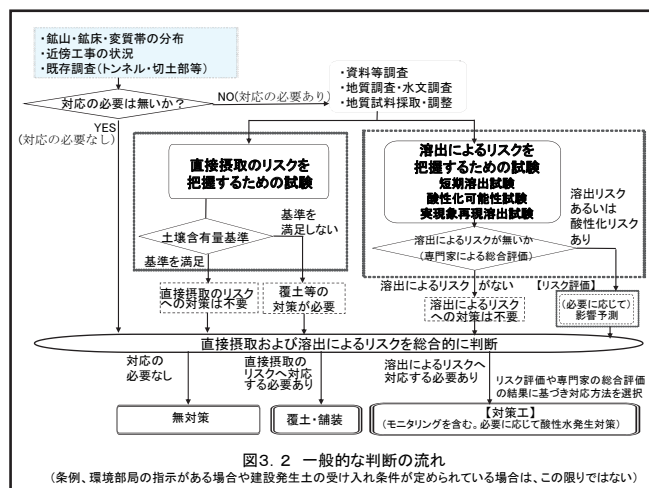 ・鉱山・鉱床・変質帯の分布
・近傍工事の状況
・既存調査(トンネル・切土部等)
対応の必要は無いか？
NO(対応の必要あり)
・資料等調査
・地質調査・水文調査
・地質試料採取・調整
YES
(対応の必要なし)
直接摂取のリスクを
把握するための試験
土壌含有量基準
基準を
満足しない
基準を満足
直接摂取のリスク
への対策は不要
覆土等の
対策が必要
溶出によるリスクを
把握するための試験
短期溶出試験
酸性化可能性試験
実現象再現溶出試験
溶出によるリスクが無いか
(専門家による総合評価)
溶出リスク
あるいは
酸性化リスク
あり
溶出によるリスクがない
溶出によるリスク
への対策は不要
【リスク評価】
(必要に応じて)
影響予測
直接摂取および溶出によるリスクを総合的に判断
対応の
必要なし
直接摂取の
リスクへ対応
する必要あり
溶出によるリスクへ
対応する必要あり
リスク評価や専門家の総合評価
の結果に基づき対応方法を選択
無対策
覆土・舗装
【対策工】
(モニタリングを含む。必要に応じて酸性水発生対策)
図3．2 一般的な判断の流れ
(条例、環境部局の指示がある場合や建設発生土の受け入れ条件が定められている場合は、この限りではない)